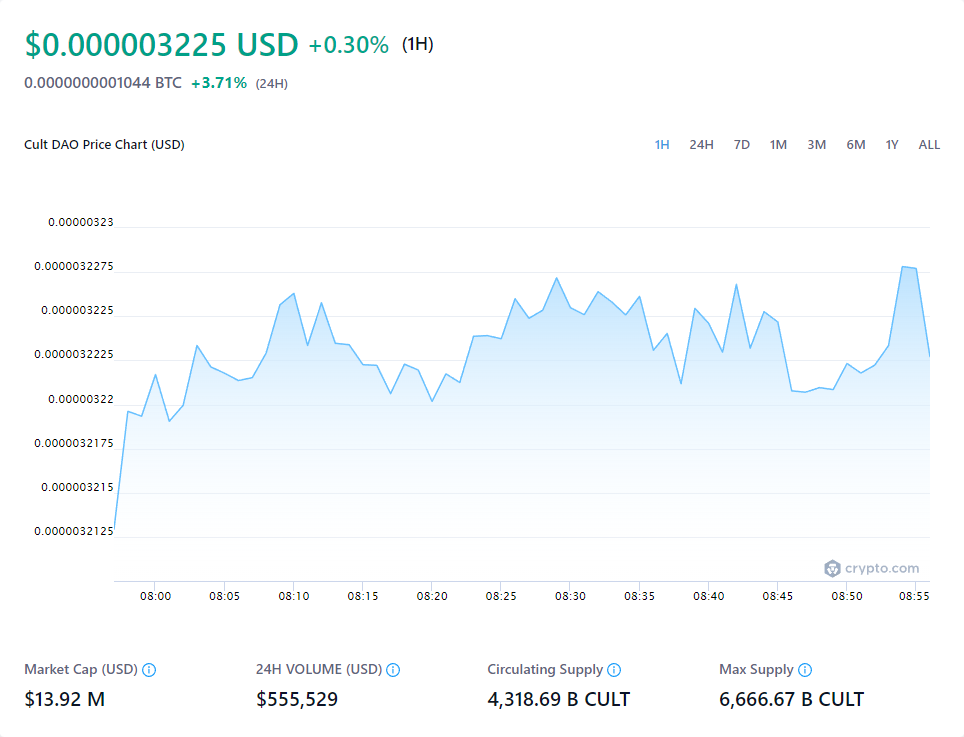 $0.000003225 USD +0.30% (1H)
0.0000000001044 BTC +3.71% (24H)
Cult DAO Price Chart (USD) 1H 24H 7D 1M 3M 6M 1Y ALL
0.00000323
0.0000032275
0.000003225
0.0000032225
0.00000322
0.0000032175
0.000003215
0.0000032125
crypto.com
08:00 08:05 08:10 08:15 08:20 08:25 08:30 08:35 08:40 08:45 08:50 08:55
Market Cap (USD) 24H VOLUME (USD) Circulating Supply Max Supply
$13.92 M $555,529 4,318.69 B CULT 6,666.67 B CULT